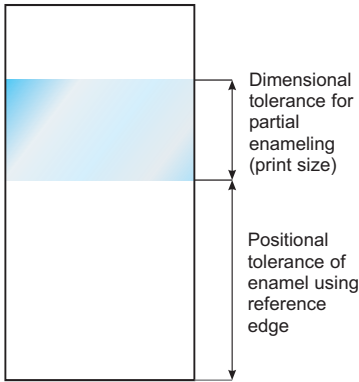 Dimensional
tolerance for
partial
enameling
(print size)
Positional
tolerance of
enamel using
reference
edge